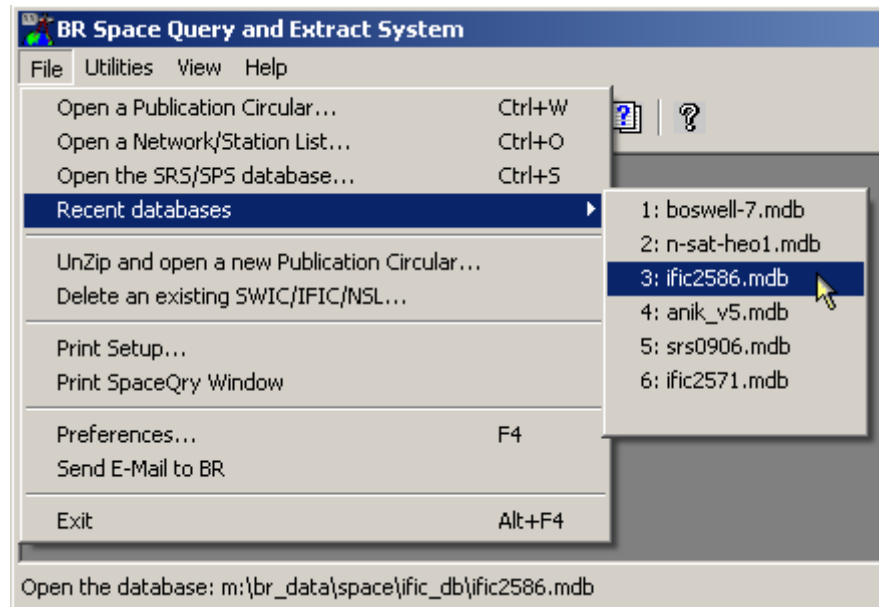 BR Space Query and Extract System
File Utilities View Help
Open a Publication Circular... Ctrl+W
Open a Network/Station List... Ctrl+O
Open the SRS/SPS database... Ctrl+S
Recent databases
1: boswell-7.mdb
2: n-sat-heo1.mdb
3: ific2586.mdb
4: anik_v5.mdb
5: srs0906.mdb
6: ific2571.mdb
UnZip and open a new Publication Circular...
Delete an existing SWIC/IFIC/NSL...
Print Setup...
Print SpaceQry Window
Preferences... F4
Send E-Mail to BR
Exit Alt+F4
Open the database: m:\br_data\space\ific_db\ific2586.mdb